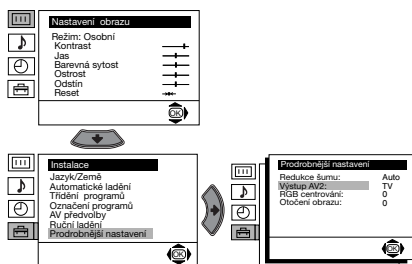 Nastavení obrazu
Režim: Osobní
Kontrast
Jas
Barevná sytost
Ostrost
Odstín
Reset
OK
Instalace
Jazyk/Země
Automatické ladění
Třídění programů
Označení programů
AV předvolby
Ruční ladění
Prodrobnější nastavení
OK
Prodrobnější nastavení
Redukce šumu: Auto
Výstup AV2: TV
RGB centrování: 0
Otočení obrazu: 0
OK